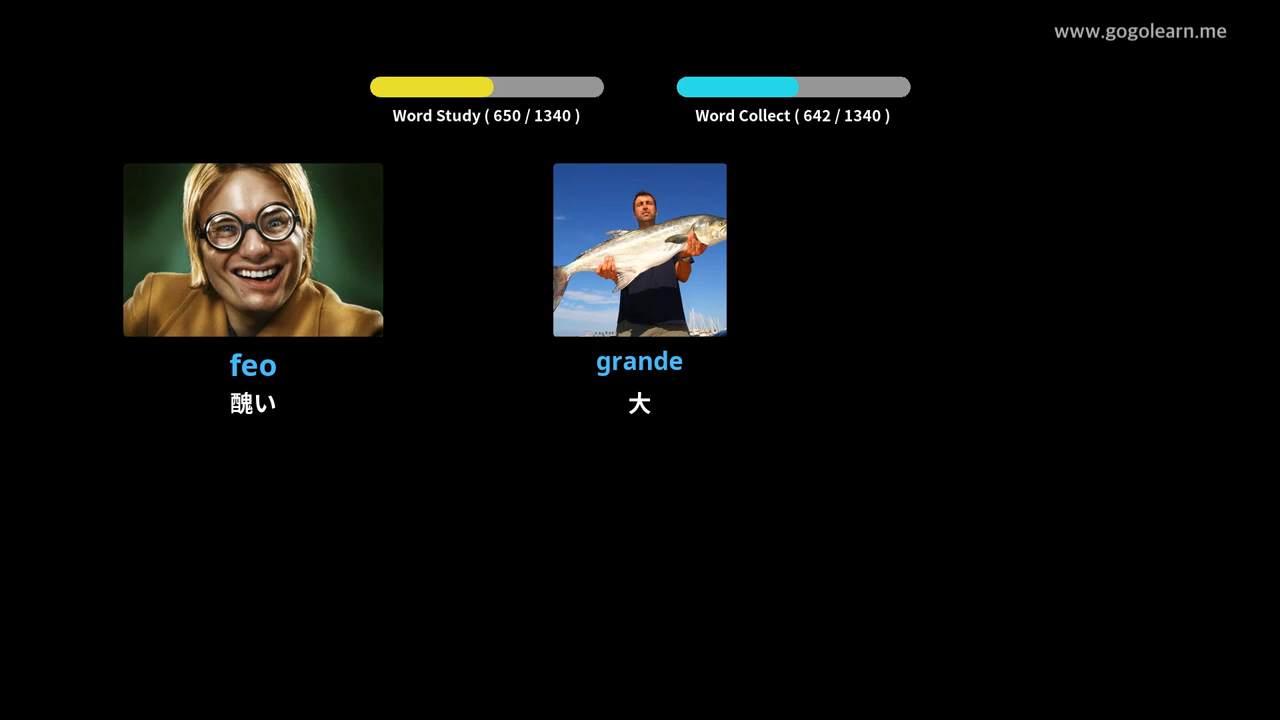 www.gogolearn.me
Word Study ( 650 / 1340 )
Word Collect ( 642 / 1340 )
feo
醜い
grande
大